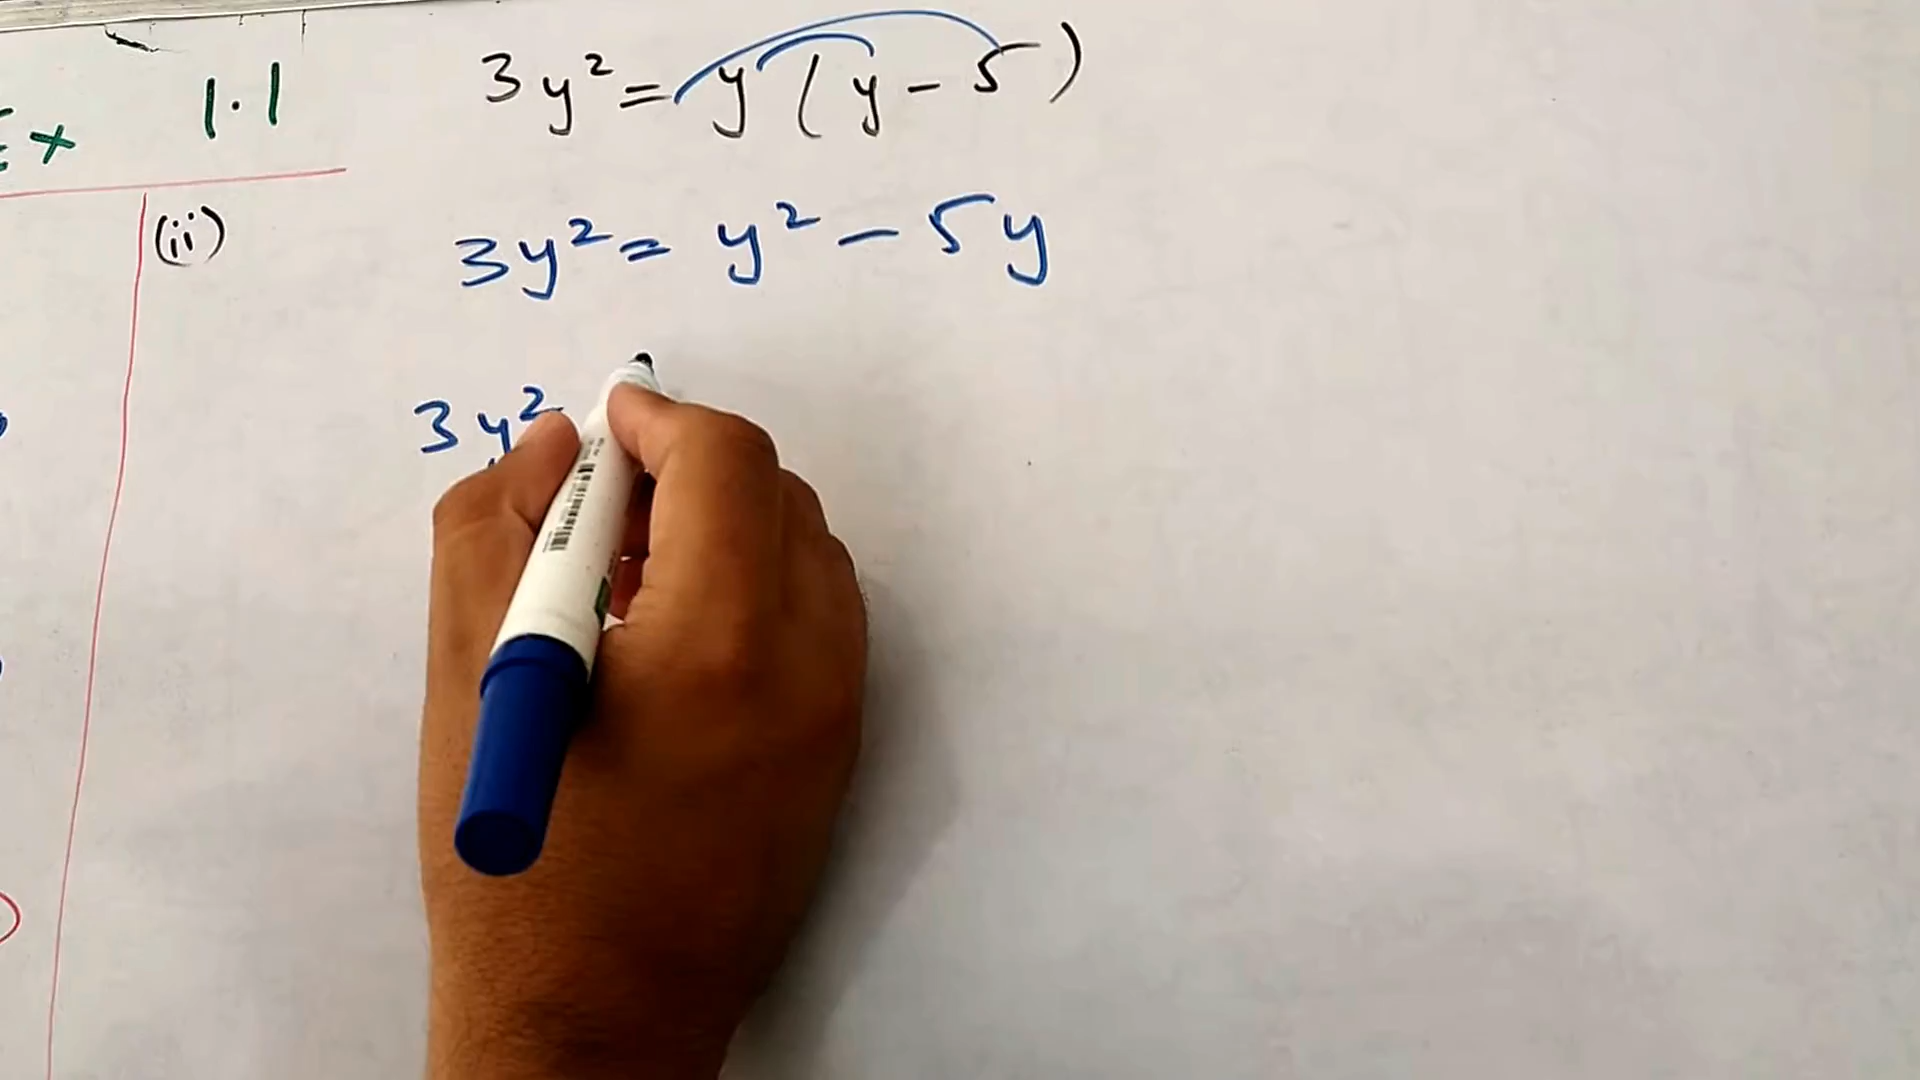 Ex 1.1
3y² = y (y - 5)
(ii) 3y² = y² - 5y
3y²